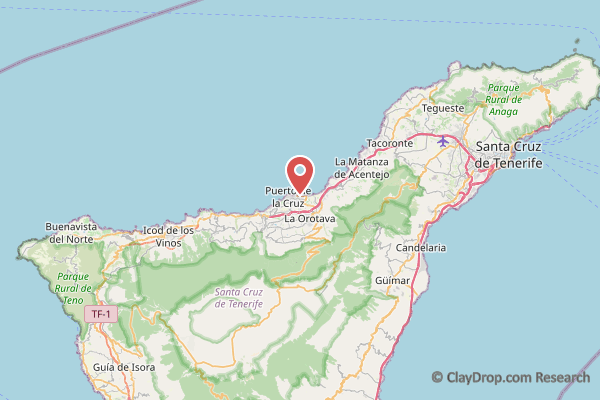 Parque
Rural de
Anaga
Tegueste
Santa Cruz
de Tenerife
Tacoronte
La Matanza
de Acentejo
Puerto de
la Cruz
La Orotava
Buenavista
del Norte
Icod de los
Vinos
Candelaria
Parque
Rural de
Teno
Güímar
Santa Cruz
de Tenerife
TF-1
Guía de Isora
© ClayDrop.com Research